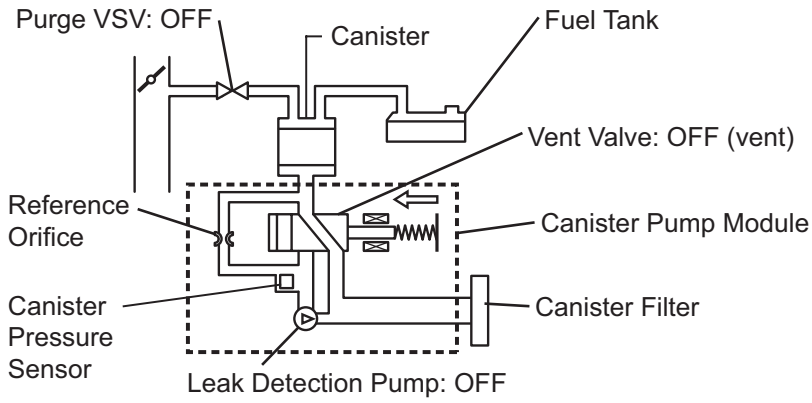 Purge VSV: OFF
Canister
Fuel Tank
Vent Valve: OFF (vent)
Reference
Orifice
Canister Pump Module
Canister
Pressure
Sensor
Canister Filter
Leak Detection Pump: OFF